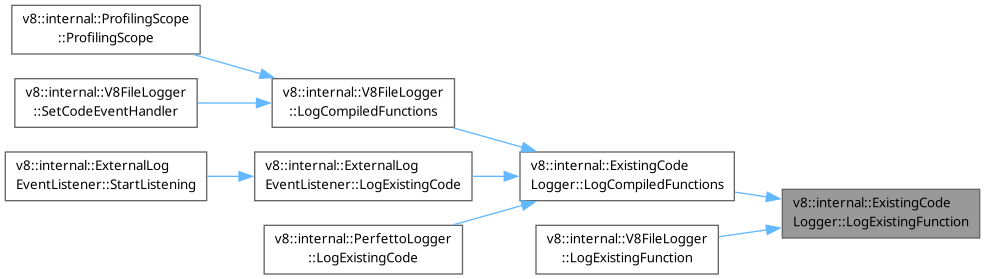 v8::internal::ProfilingScope
::ProfilingScope
v8::internal::V8FileLogger
::SetCodeEventHandler
v8::internal::V8FileLogger
::LogCompiledFunctions
v8::internal::ExternalLog
EventListener::StartListening
v8::internal::ExternalLog
EventListener::LogExistingCode
v8::internal::ExistingCode
Logger::LogCompiledFunctions
v8::internal::ExistingCode
Logger::LogExistingFunction
v8::internal::PerfettoLogger
::LogExistingCode
v8::internal::V8FileLogger
::LogExistingFunction